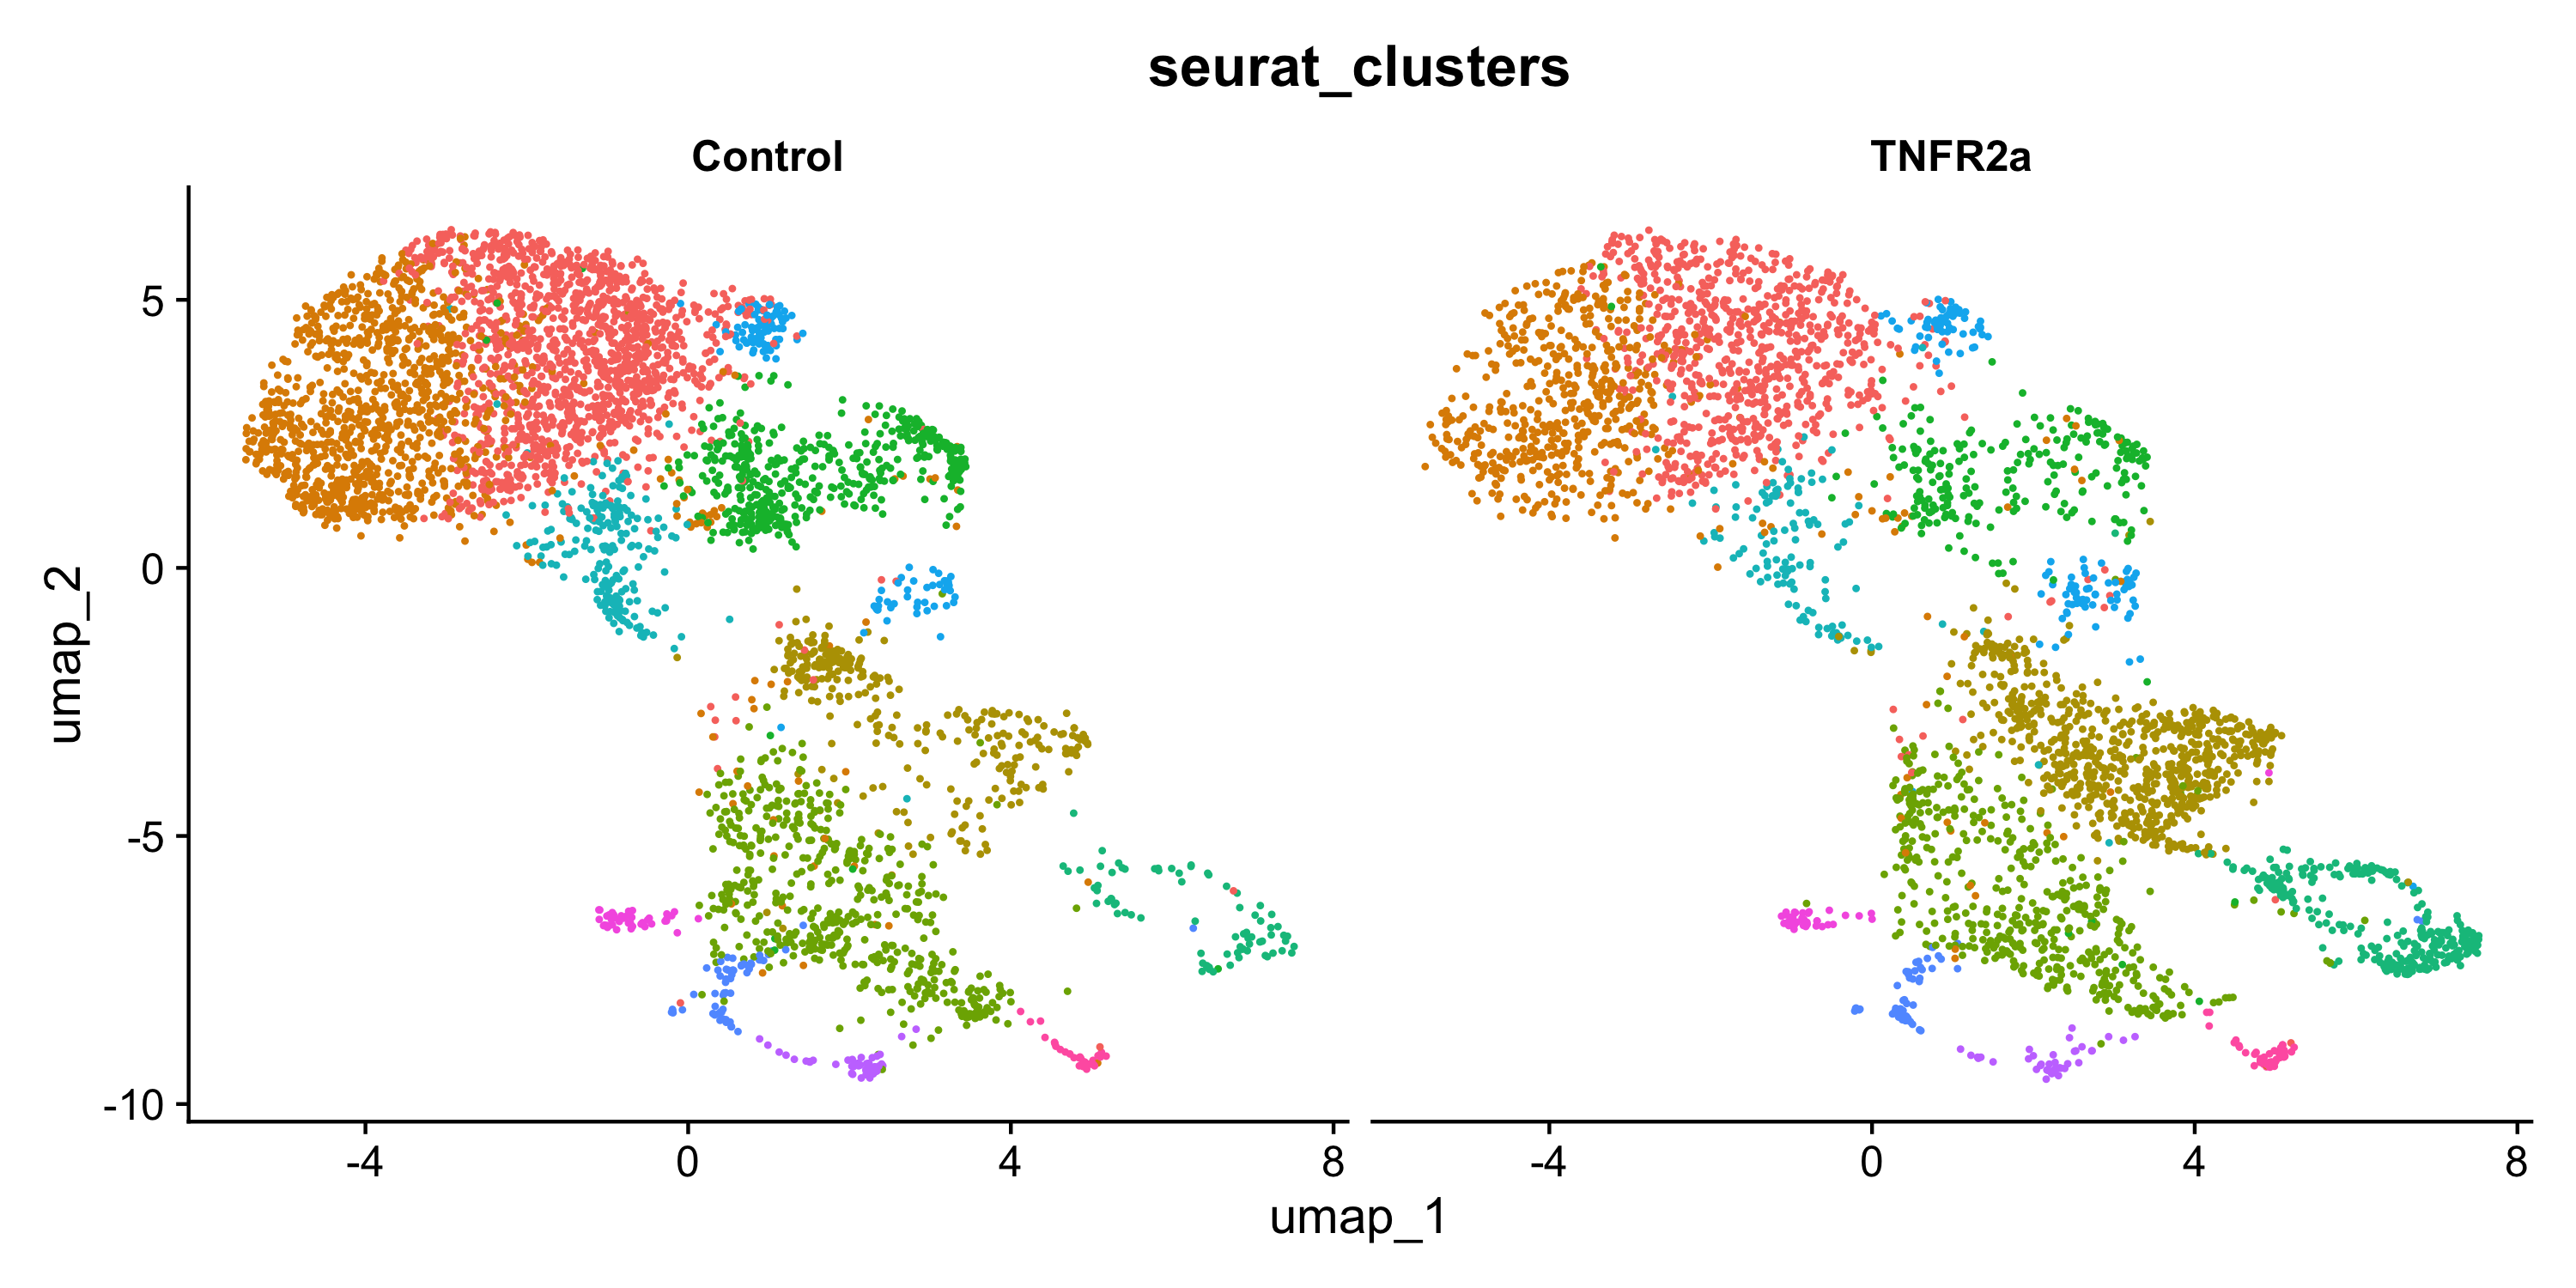 seurat_clusters
Control
TNFR2a
5
0
-5
-10
umap_2
-4 0 4 8
-4 0 4 8
umap_1